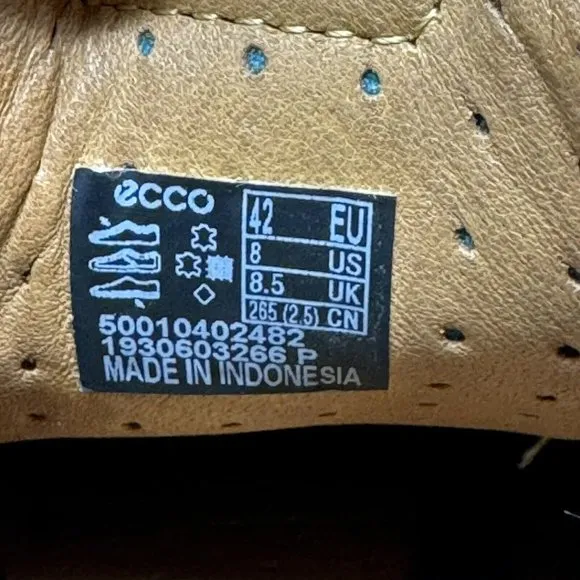 ecco
42 EU
8 US
8.5 UK
265 (2.5) CN
50010402482
1930603266 P
MADE IN INDONESIA